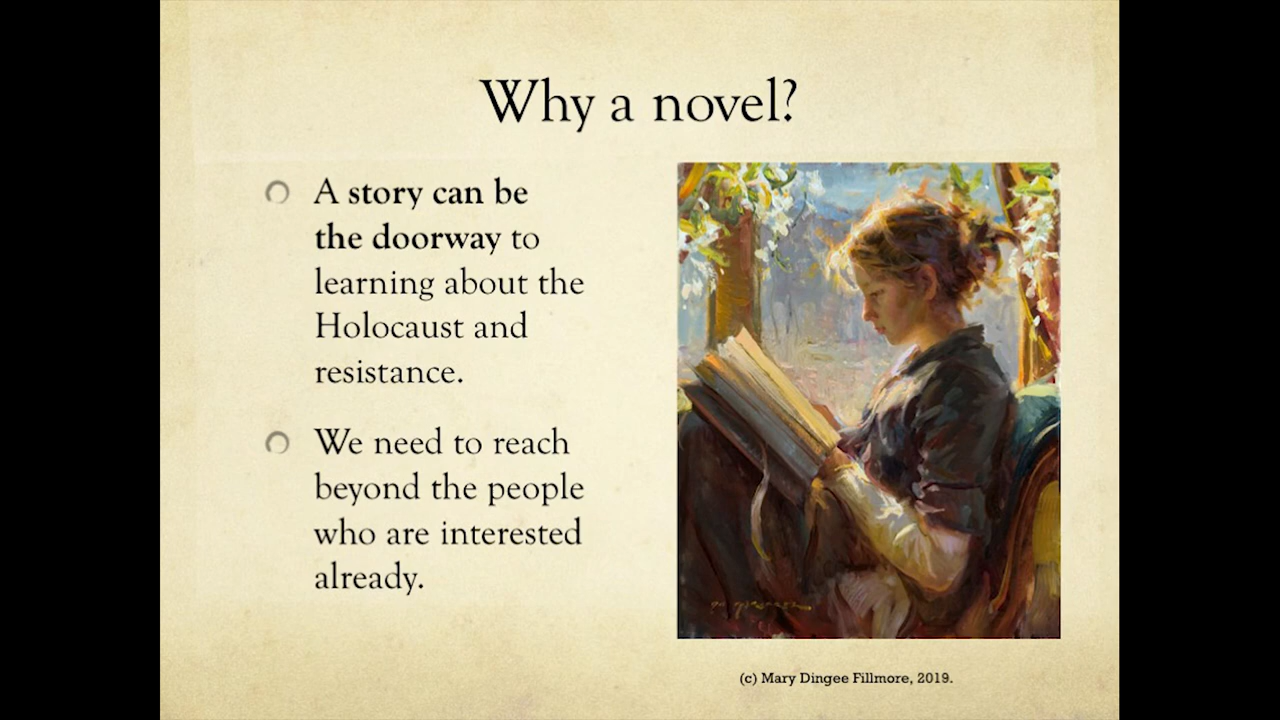 Why a novel?
A story can be
the doorway to
learning about the
Holocaust and
resistance.
We need to reach
beyond the people
who are interested
already.
(c) Mary Dingee Fillmore, 2019.